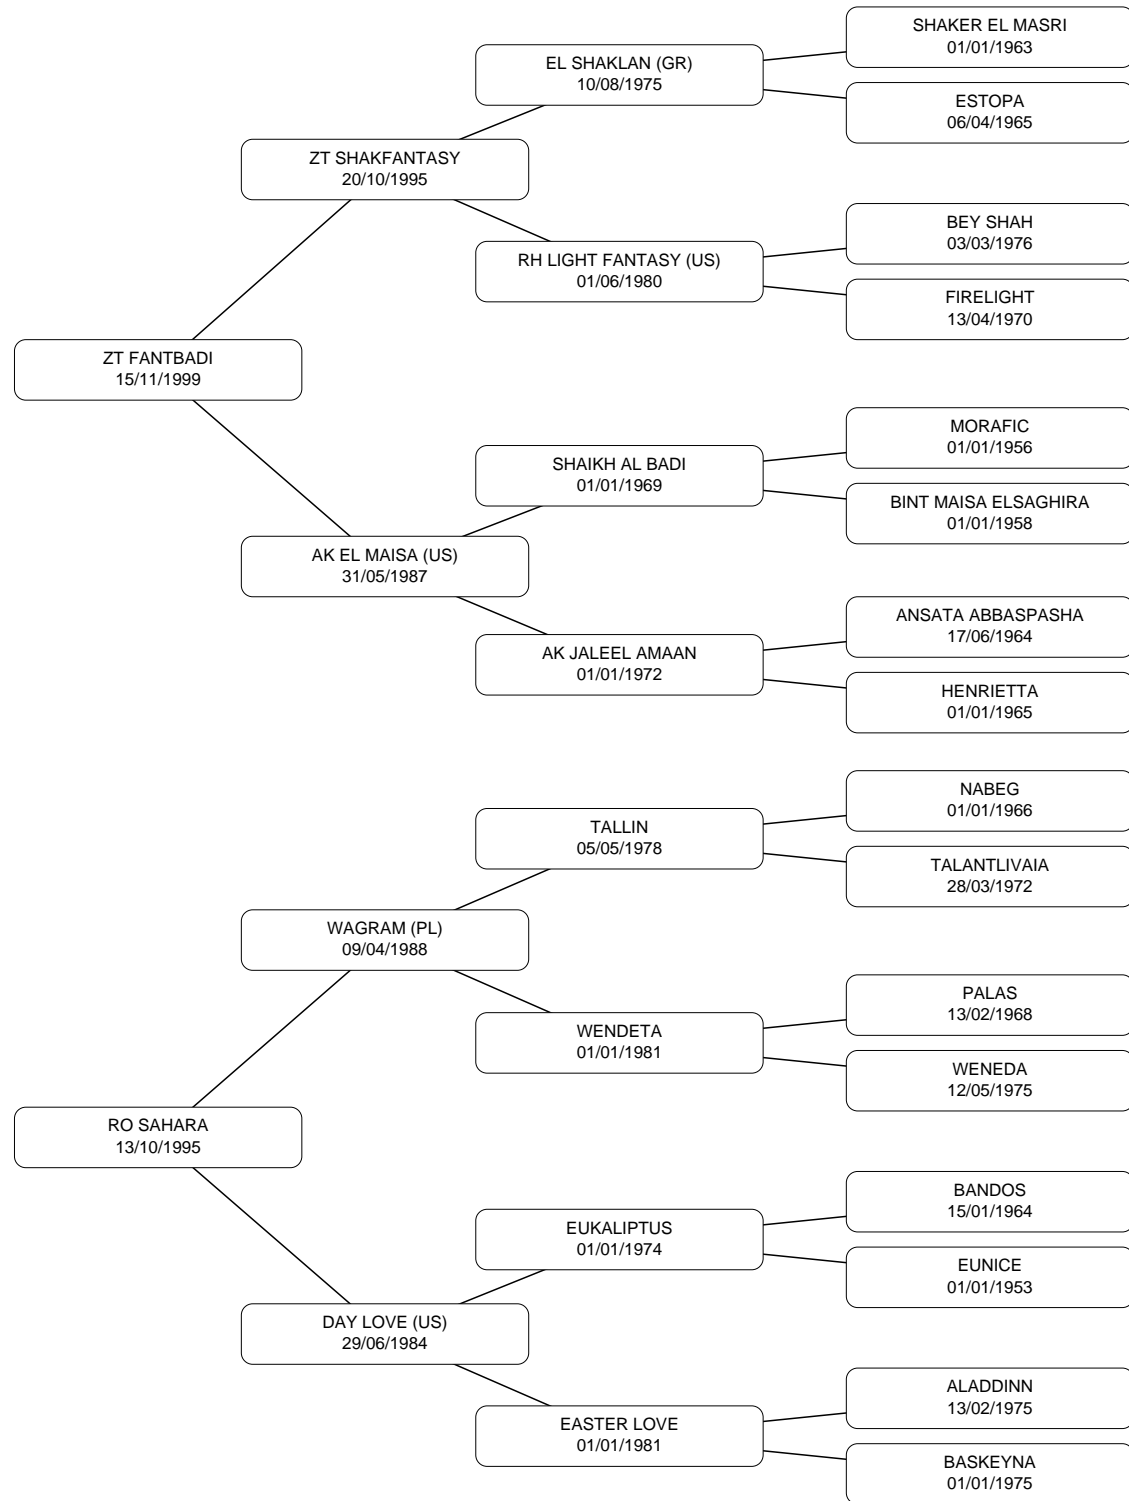 SHAKER EL MASRI
01/01/1963
EL SHAKLAN (GR)
10/08/1975
ESTOPA
06/04/1965
ZT SHAKFANTASY
20/10/1995
BEY SHAH
03/03/1976
RH LIGHT FANTASY (US)
01/06/1980
FIRELIGHT
13/04/1970
ZT FANTBADI
15/11/1999
MORAFIC
01/01/1956
SHAIKH AL BADI
01/01/1969
BINT MAISA ELSAGHIRA
01/01/1958
AK EL MAISA (US)
31/05/1987
ANSATA ABBASPASHA
17/06/1964
AK JALEEL AMAAN
01/01/1972
HENRIETTA
01/01/1965
NABEG
01/01/1966
TALLIN
05/05/1978
TALANTLIVAIA
28/03/1972
WAGRAM (PL)
09/04/1988
PALAS
13/02/1968
WENDETA
01/01/1981
WENEDA
12/05/1975
RO SAHARA
13/10/1995
BANDOS
15/01/1964
EUKALIPTUS
01/01/1974
EUNICE
01/01/1953
DAY LOVE (US)
29/06/1984
ALADDINN
13/02/1975
EASTER LOVE
01/01/1981
BASKEYNA
01/01/1975